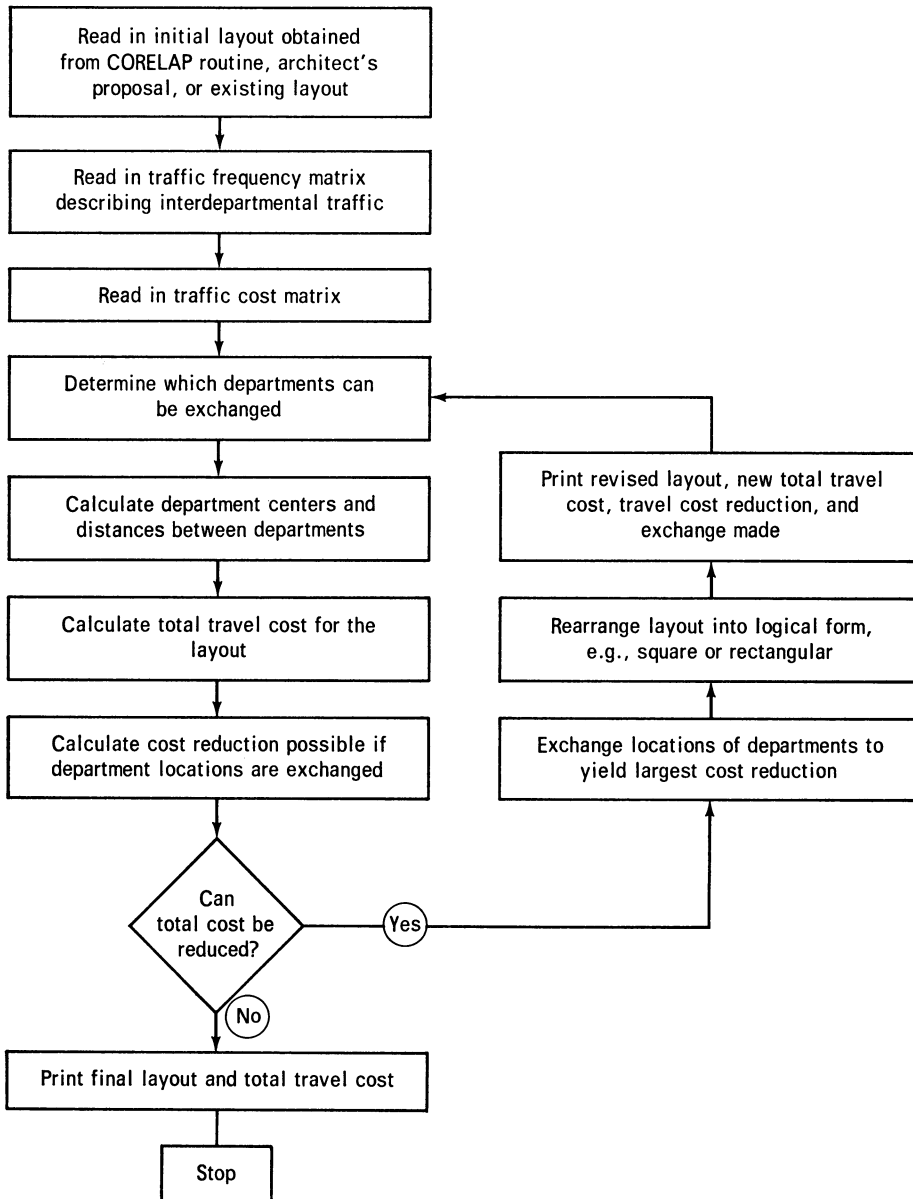 Read in initial layout obtained
from CORELAP routine, architect's
proposal, or existing layout
Read in traffic frequency matrix
describing interdepartmental traffic
Read in traffic cost matrix
Determine which departments can
be exchanged
Calculate department centers and
distances between departments
Calculate total travel cost for the
layout
Calculate cost reduction possible if
department locations are exchanged
Can
total cost be
reduced?
Yes
Exchange locations of departments to
yield largest cost reduction
Rearrange layout into logical form,
e.g., square or rectangular
Print revised layout, new total travel
cost, travel cost reduction, and
exchange made
No
Print final layout and total travel cost
Stop